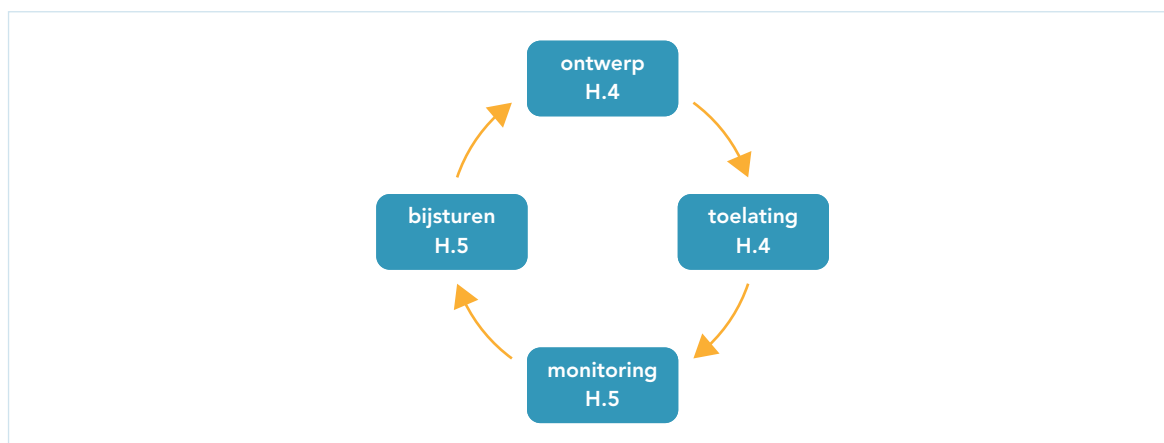 ontwerp
H.4
bijsturen
H.5
toelating
H.4
monitoring
H.5